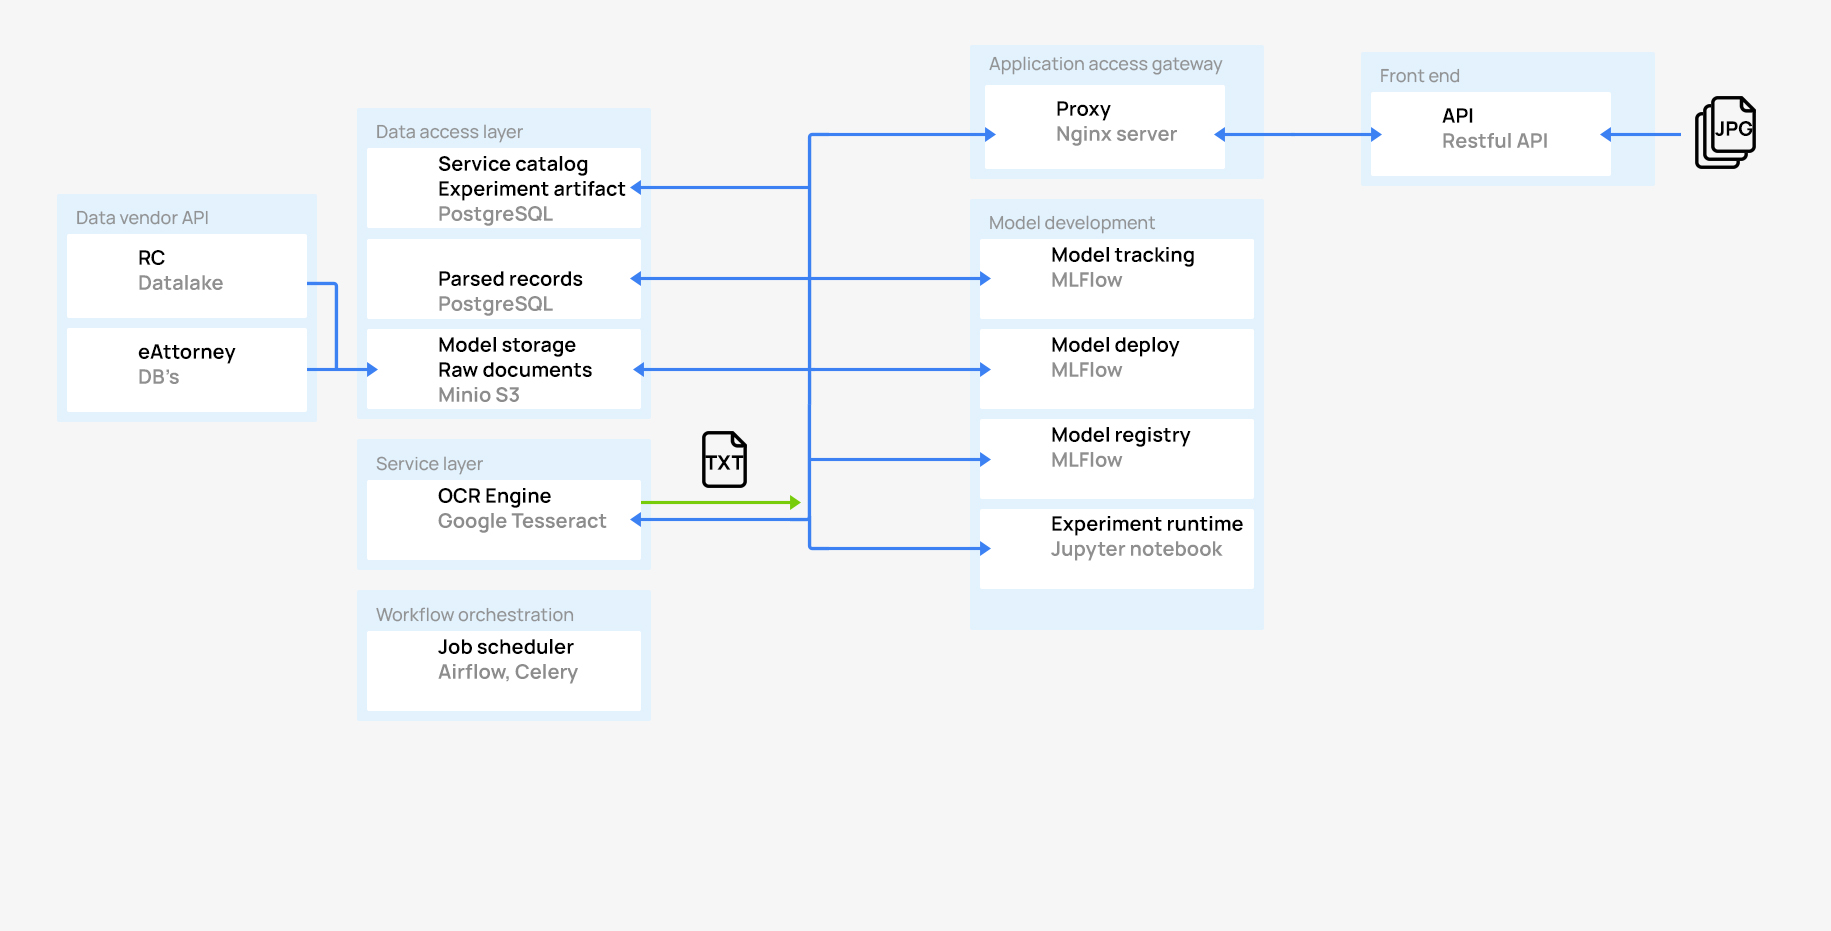 Data vendor API
RC
Datalake
eAttorney
DB's
Data access layer
Service catalog
Experiment artifact
PostgreSQL
Parsed records
PostgreSQL
Model storage
Raw documents
Minio S3
Service layer
OCR Engine
Google Tesseract
TXT
Workflow orchestration
Job scheduler
Airflow, Celery
Application access gateway
Proxy
Nginx server
Model development
Model tracking
MLFlow
Model deploy
MLFlow
Model registry
MLFlow
Experiment runtime
Jupyter notebook
Front end
API
Restful API
JPG